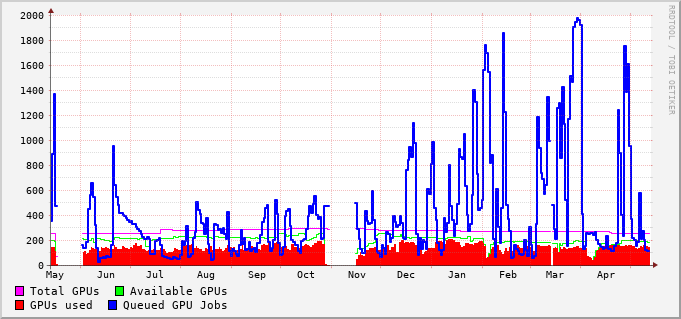 2000
1800
1600
1400
1200
1000
800
600
400
200
0
May Jun Jul Aug Sep Oct Nov Dec Jan Feb Mar Apr
Total GPUs Available GPUs
GPUs used Queued GPU Jobs
RRDTOOL / TOBI OETIKER